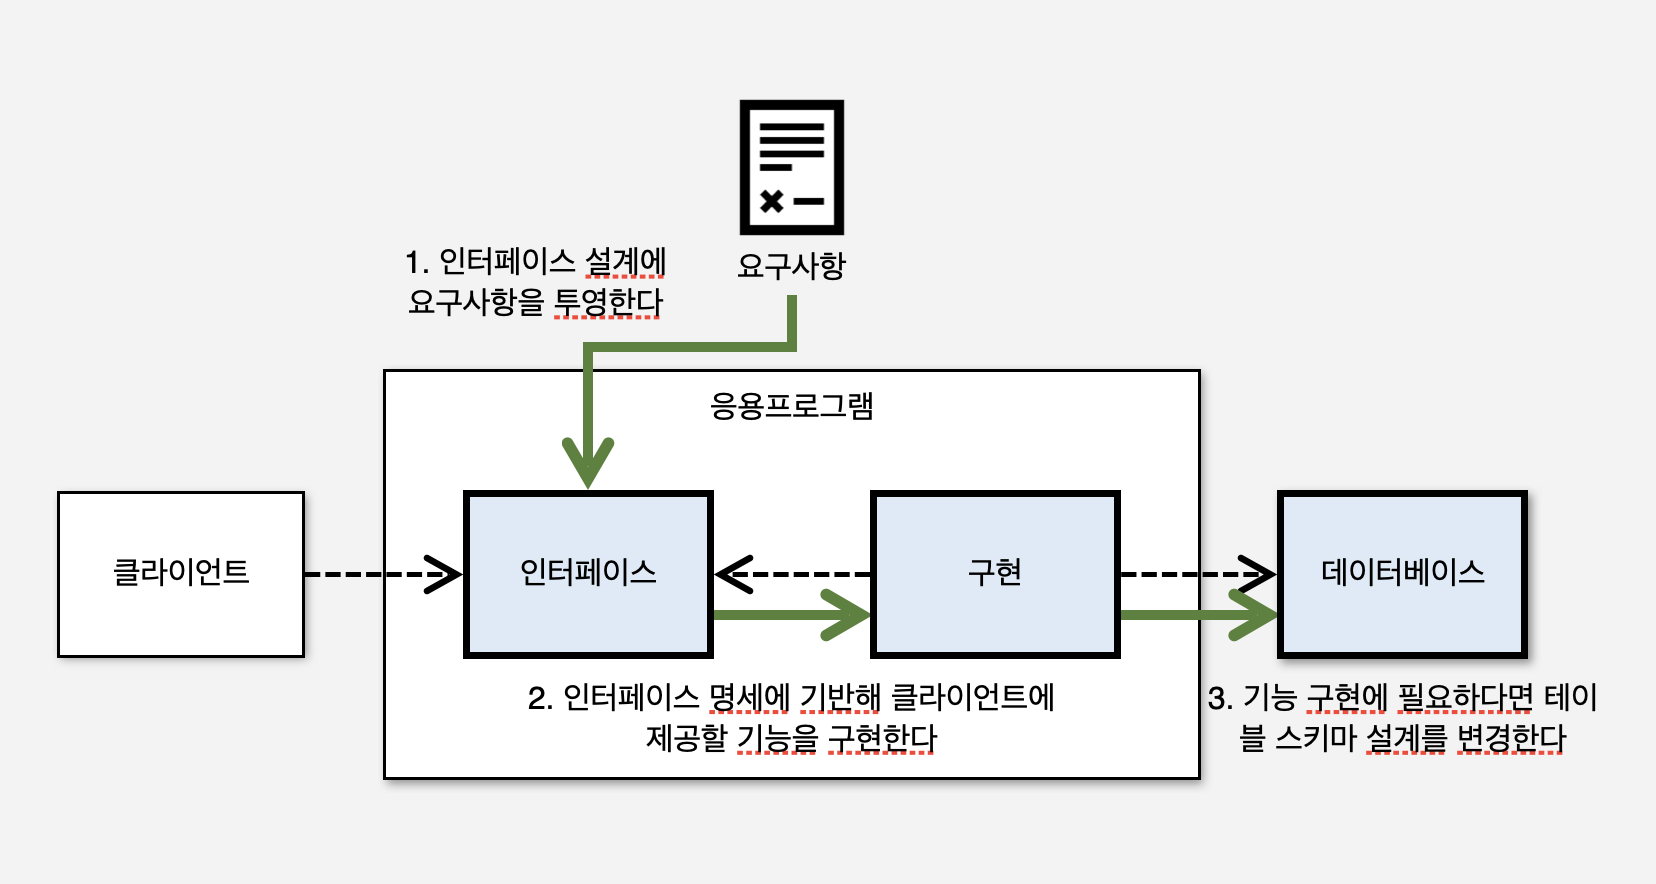 요구사항
1. 인터페이스 설계에
요구사항을 투영한다
응용프로그램
클라이언트
인터페이스
구현
데이터베이스
2. 인터페이스 명세에 기반해 클라이언트에
제공할 기능을 구현한다
3. 기능 구현에 필요하다면 테이
블 스키마 설계를 변경한다